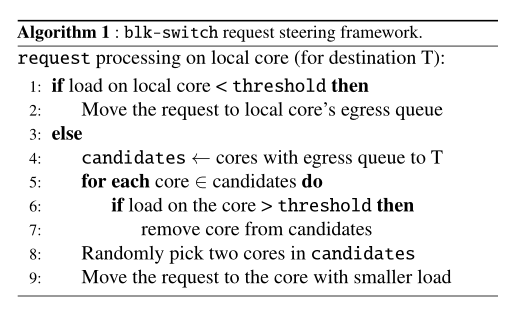 Algorithm 1 : blk-switch request steering framework.
request processing on local core (for destination T):
1: if load on local core < threshold then
2: Move the request to local core's egress queue
3: else
4: candidates ← cores with egress queue to T
5: for each core ∈ candidates do
6: if load on the core > threshold then
7: remove core from candidates
8: Randomly pick two cores in candidates
9: Move the request to the core with smaller load